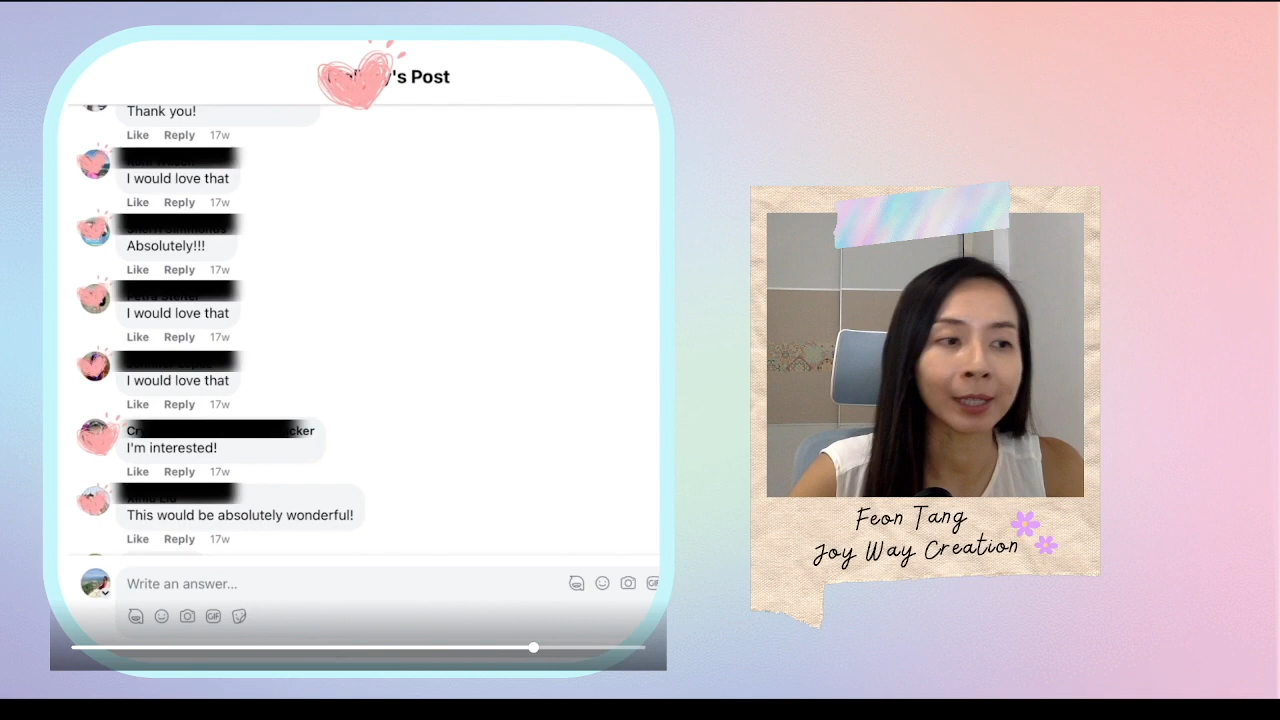 's Post
Thank you!
Like Reply 17w
I would love that
Like Reply 17w
Absolutely!!!
Like Reply 17w
I would love that
Like Reply 17w
I would love that
Like Reply 17w
I'm interested!
Like Reply 17w
This would be absolutely wonderful!
Like Reply 17w
Write an answer...
GIF
GIF
Feon Tang
Joy Way Creation